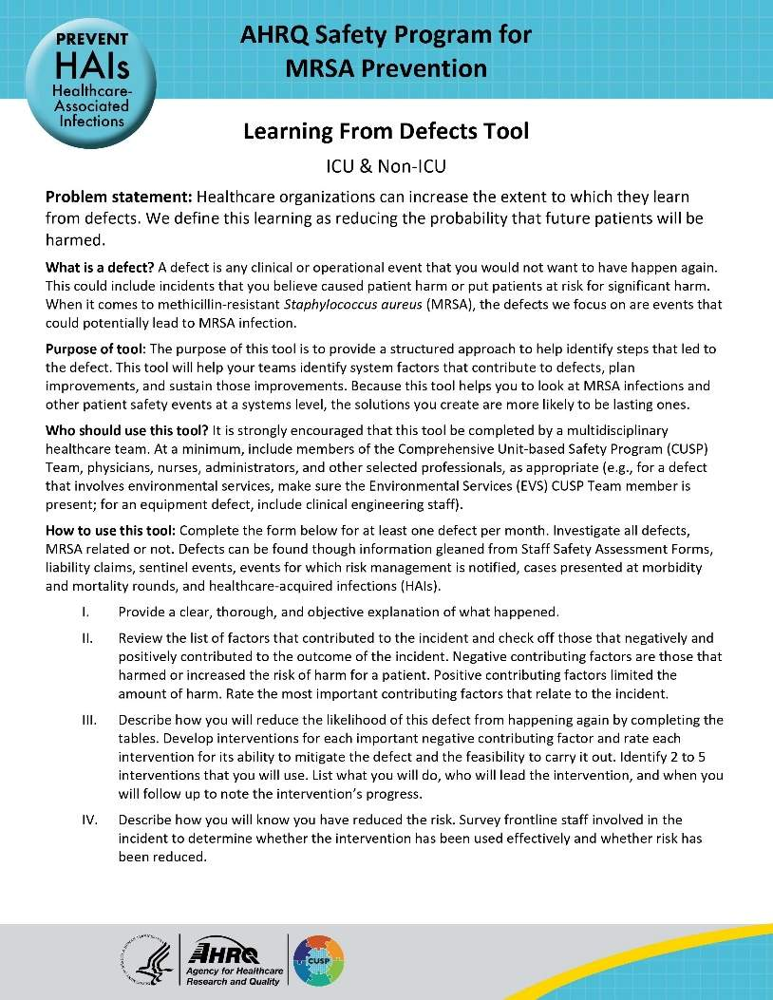 PREVENT
HAIs
Healthcare-
Associated
Infections
AHRQ Safety Program for
MRSA Prevention
Learning From Defects Tool
ICU & Non-ICU
Problem statement: Healthcare organizations can increase the extent to which they learn
from defects. We define this learning as reducing the probability that future patients will be
harmed.
What is a defect? A defect is any clinical or operational event that you would not want to have happen again.
This could include incidents that you believe caused patient harm or put patients at risk for significant harm.
When it comes to methicillin-resistant Staphylococcus aureus (MRSA), the defects we focus on are events that
could potentially lead to MRSA infection.
Purpose of tool: The purpose of this tool is to provide a structured approach to help identify steps that led to
the defect. This tool will help your teams identify system factors that contribute to defects, plan
improvements, and sustain those improvements. Because this tool helps you to look at MRSA infections and
other patient safety events at a systems level, the solutions you create are more likely to be lasting ones.
Who should use this tool? It is strongly encouraged that this tool be completed by a multidisciplinary
healthcare team. At a minimum, include members of the Comprehensive Unit-based Safety Program (CUSP)
Team, physicians, nurses, administrators, and other selected professionals, as appropriate (e.g., for a defect
that involves environmental services, make sure the Environmental Services (EVS) CUSP Team member is
present; for an equipment defect, include clinical engineering staff).
How to use this tool: Complete the form below for at least one defect per month. Investigate all defects,
MRSA related or not. Defects can be found though information gleaned from Staff Safety Assessment Forms,
liability claims, sentinel events, events for which risk management is notified, cases presented at morbidity
and mortality rounds, and healthcare-acquired infections (HAIs).
I. Provide a clear, thorough, and objective explanation of what happened.
II. Review the list of factors that contributed to the incident and check off those that negatively and
positively contributed to the outcome of the incident. Negative contributing factors are those that
harmed or increased the risk of harm for a patient. Positive contributing factors limited the
amount of harm. Rate the most important contributing factors that relate to the incident.
III. Describe how you will reduce the likelihood of this defect from happening again by completing the
tables. Develop interventions for each important negative contributing factor and rate each
intervention for its ability to mitigate the defect and the feasibility to carry it out. Identify 2 to 5
interventions that you will use. List what you will do, who will lead the intervention, and when you
will follow up to note the intervention’s progress.
IV. Describe how you will know you have reduced the risk. Survey frontline staff involved in the
incident to determine whether the intervention has been used effectively and whether risk has
been reduced.
AHRQ
Agency for Healthcare
Research and Quality
CUSP